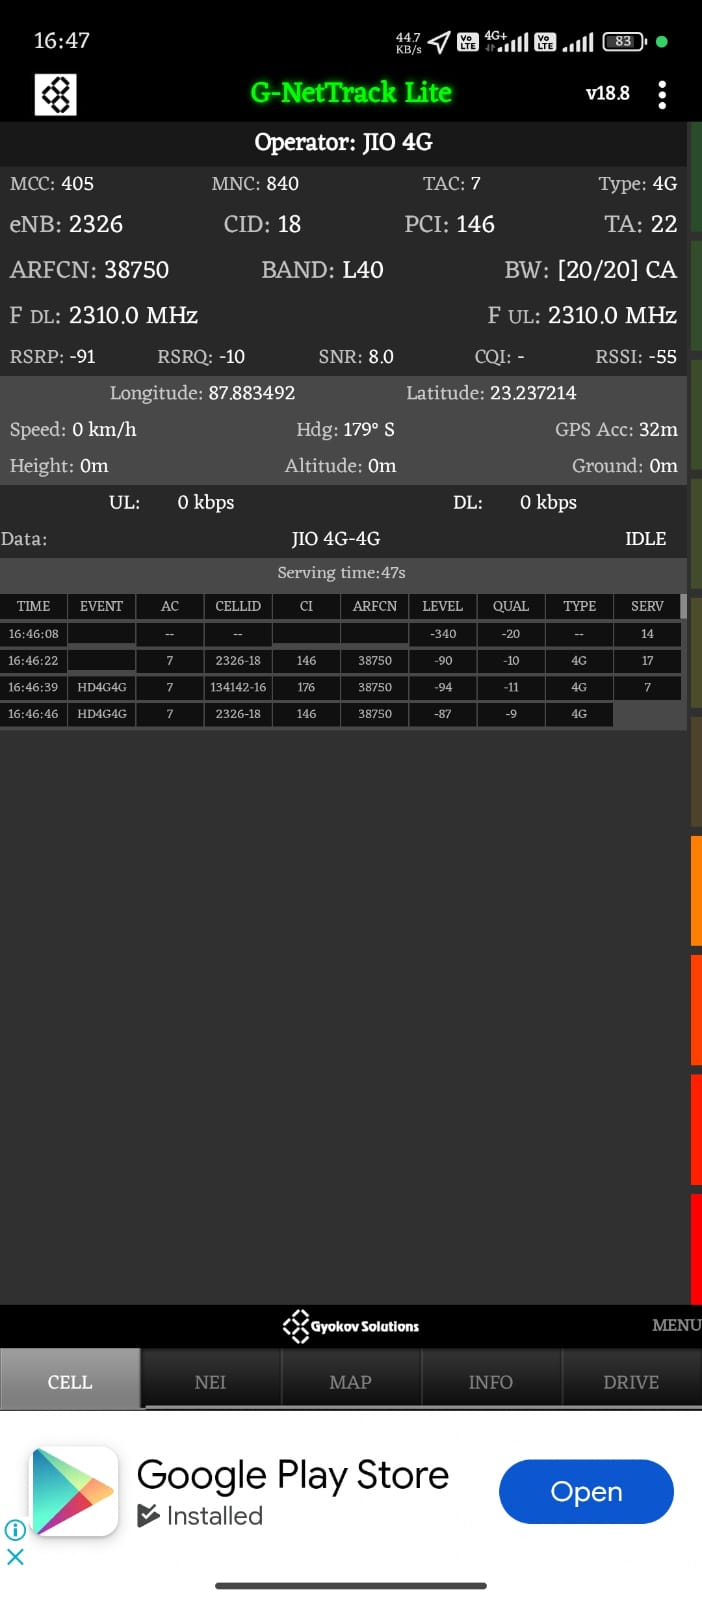 16:47 44.7 KB/s Vo LTE 4G+ Vo LTE 83
G-NetTrack Lite v18.8
Operator: JIO 4G
MCC: 405 MNC: 840 TAC: 7 Type: 4G
eNB: 2326 CID: 18 PCI: 146 TA: 22
ARFCN: 38750 BAND: L40 BW: [20/20] CA
F DL: 2310.0 MHz F UL: 2310.0 MHz
RSRP: -91 RSRQ: -10 SNR: 8.0 CQI: - RSSI: -55
Longitude: 87.883492 Latitude: 23.237214
Speed: 0 km/h Hdg: 179° S GPS Acc: 32m
Height: 0m Altitude: 0m Ground: 0m
UL: 0 kbps DL: 0 kbps
Data: JIO 4G-4G IDLE
Serving time:47s
TIME EVENT AC CELLID CI ARFCN LEVEL QUAL TYPE SERV
16:46:08 -- -- -340 -20 -- 14
16:46:22 7 2326-18 146 38750 -90 -10 4G 17
16:46:39 HD4G4G 7 134142-16 176 38750 -94 -11 4G 7
16:46:46 HD4G4G 7 2326-18 146 38750 -87 -9 4G
Gyokov Solutions MENU
CELL NEI MAP INFO DRIVE
Google Play Store
Installed
Open